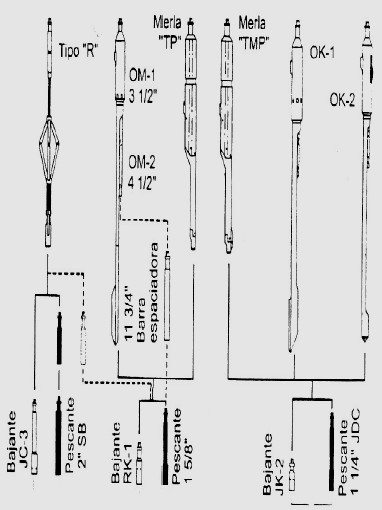 Tipo "R"
OM-1
3 1/2"
OM-2
4 1/2"
Merla
"TP"
Merla
"TMP"
OK-1
OK-2
11 3/4"
Barra
espaciadora
Bajante
JC-3
Pescante
2" SB
Bajante
RK-1
Pescante
1 5/8"
Bajante
JK-2
Pescante
1 1/4" JDC